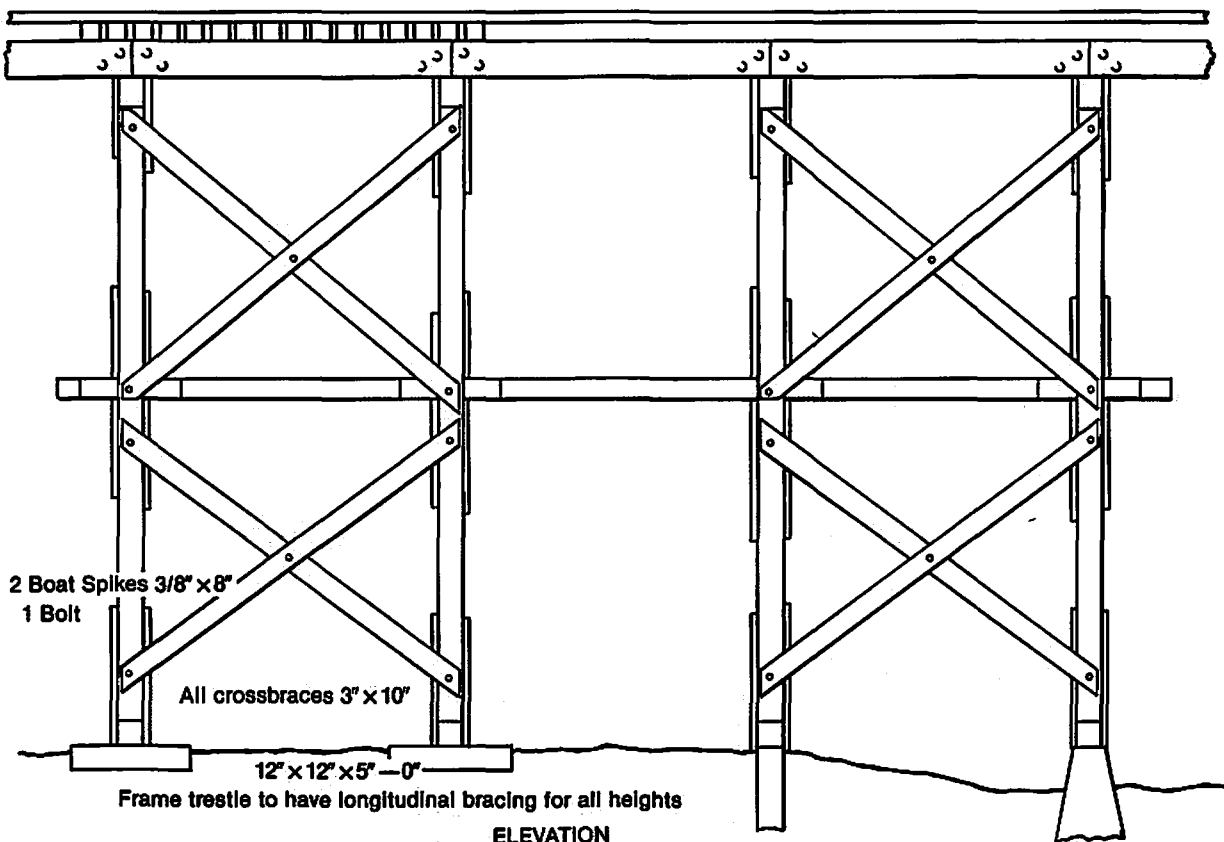 2 Boat Spikes 3/8" × 8"
1 Bolt
All crossbraces 3" × 10"
12" × 12" × 5" — 0"
Frame trestle to have longitudinal bracing for all heights
ELEVATION